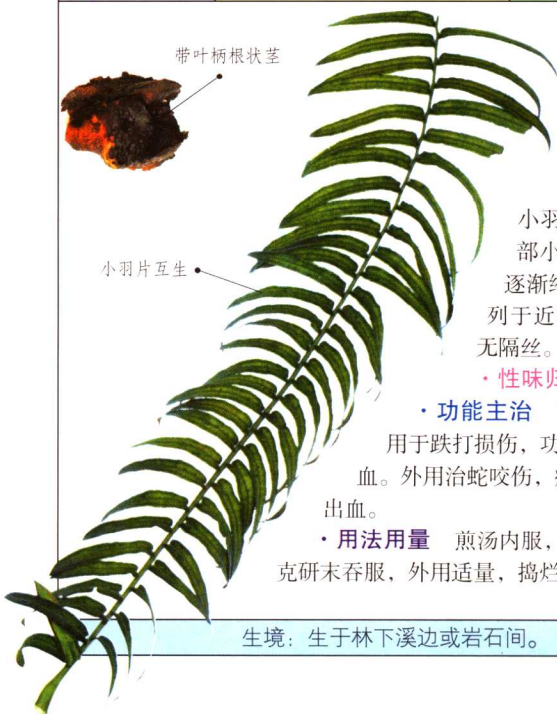 带叶柄根状茎
小羽片互生
小羽
部小
逐渐
列于近
无隔丝。
·性味归
·功能主治
用于跌打损伤，功
血。外用治蛇咬伤，
出血。
·用法用量 煎汤内服，
克研末吞服，外用适量，捣烂
生境：生于林下溪边或岩石间。